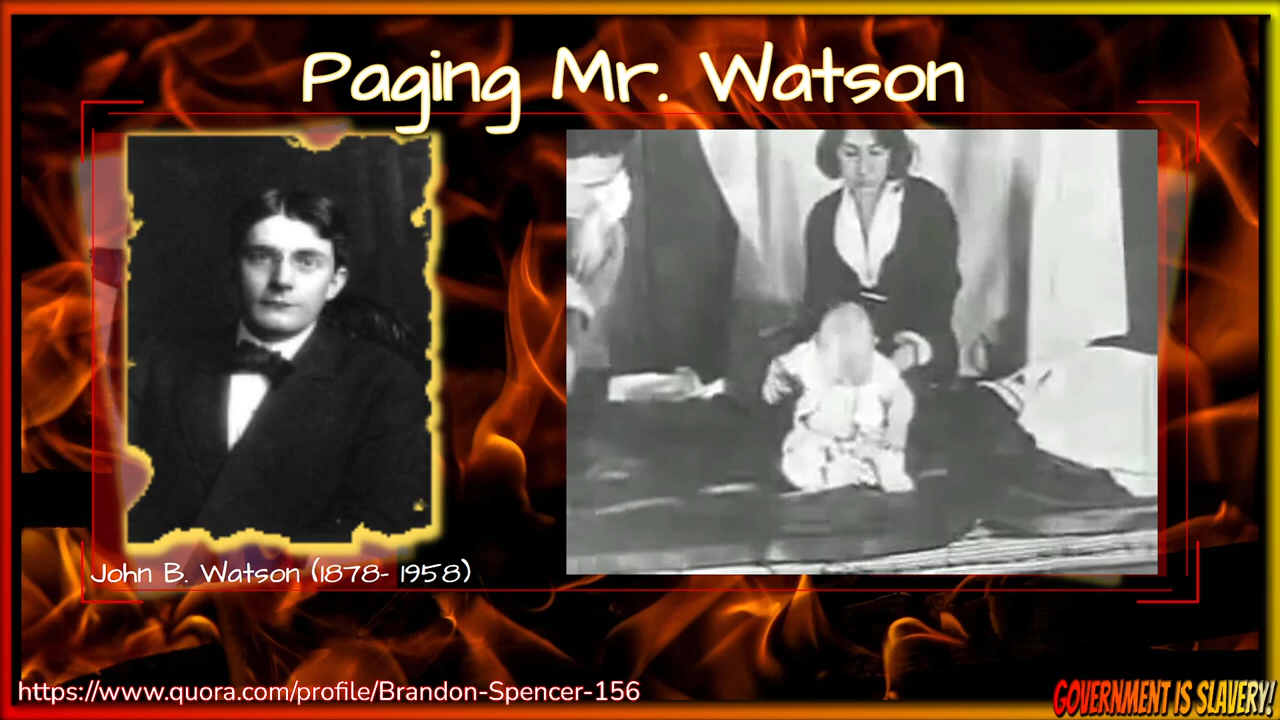 Paging Mr. Watson
John B. Watson (1878- 1958)
https://www.quora.com/profile/Brandon-Spencer-156
GOVERNMENT IS SLAVERY!